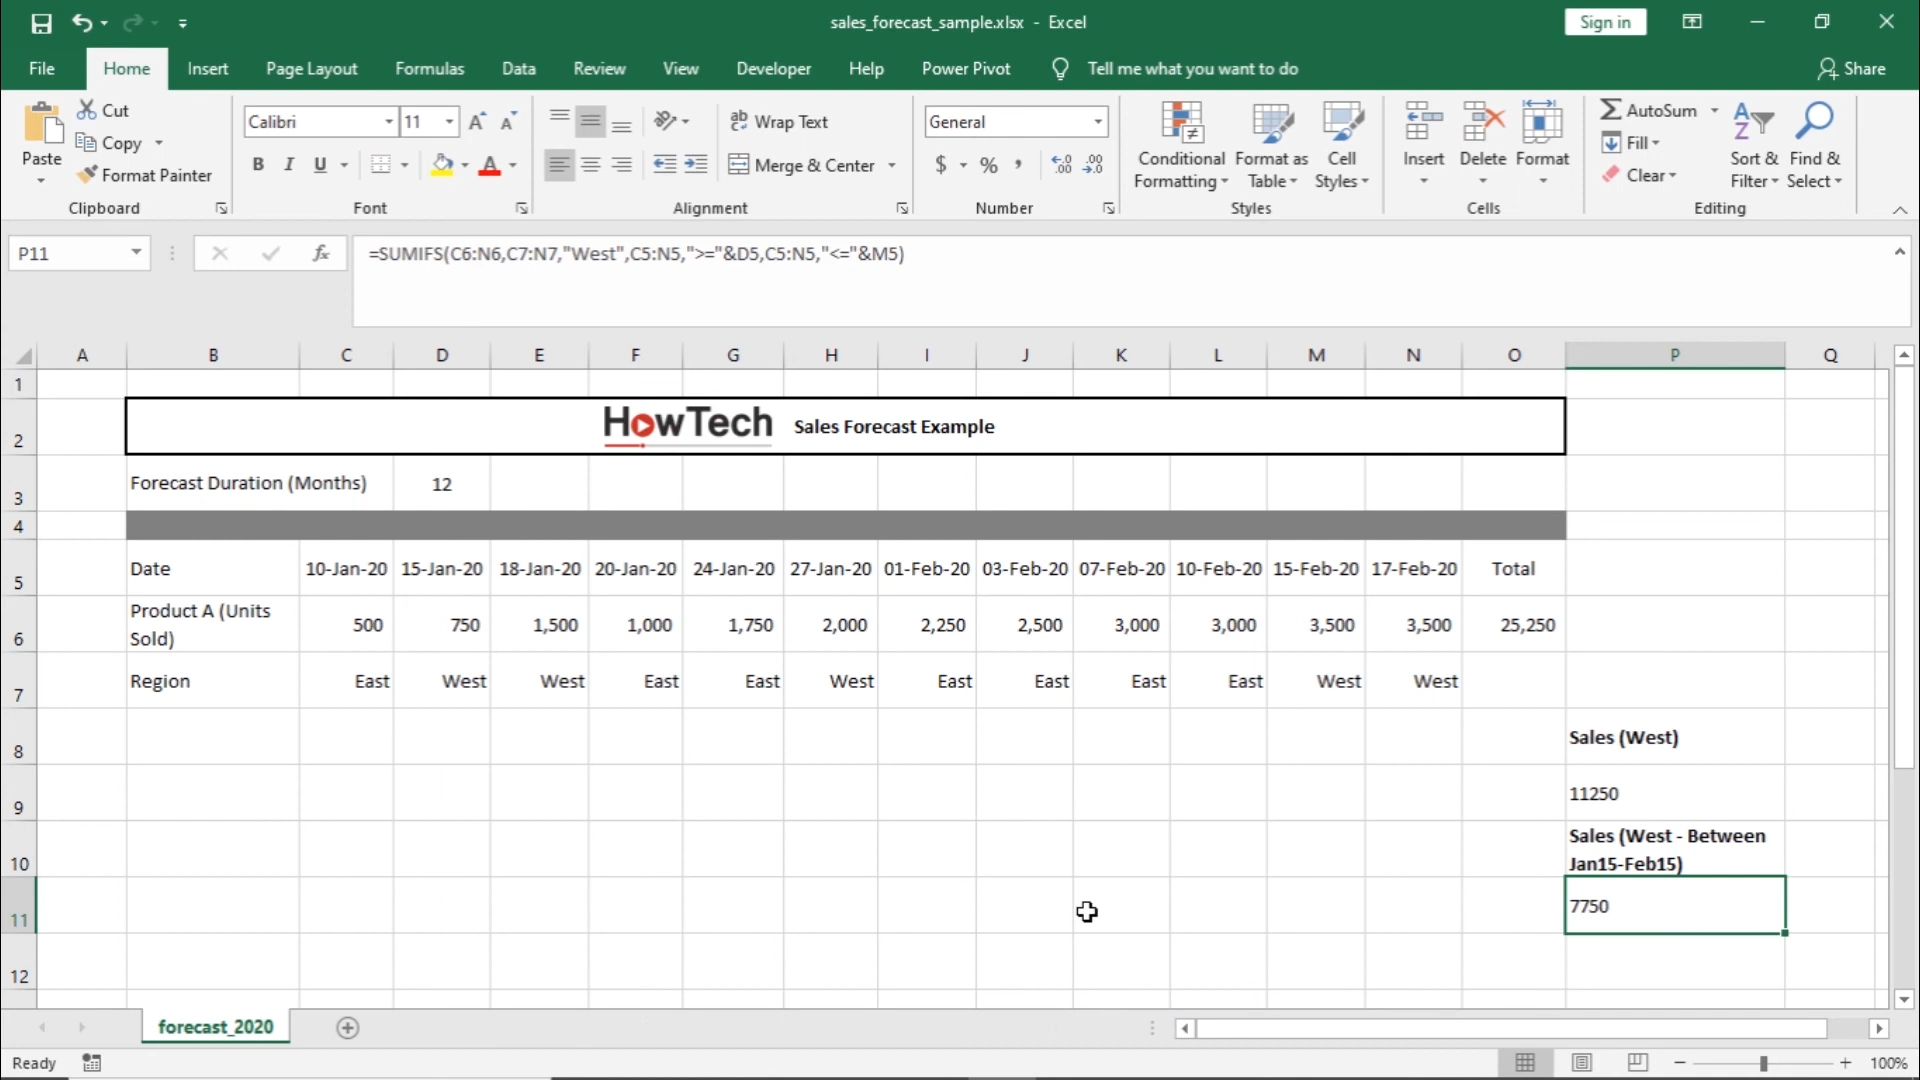 sales_forecast_sample.xlsx - Excel
Sign in
File Home Insert Page Layout Formulas Data Review View Developer Help Power Pivot Tell me what you want to do Share
Paste
Cut
Copy
Format Painter
Clipboard
Calibri 11
B I U
Font
Wrap Text
Merge & Center
Alignment
General
$ % ,
Number
Conditional Formatting
Format as Table
Cell Styles
Styles
Insert Delete Format
Cells
AutoSum
Fill
Clear
Sort & Filter
Find & Select
Editing
P11 fx =SUMIFS(C6:N6,C7:N7,"West",C5:N5,">="&D5,C5:N5,"<="&M5)
A B C D E F G H I J K L M N O P Q
1
2 HowTech Sales Forecast Example
3 Forecast Duration (Months) 12
4
5 Date 10-Jan-20 15-Jan-20 18-Jan-20 20-Jan-20 24-Jan-20 27-Jan-20 01-Feb-20 03-Feb-20 07-Feb-20 10-Feb-20 15-Feb-20 17-Feb-20 Total
6 Product A (Units Sold) 500 750 1,500 1,000 1,750 2,000 2,250 2,500 3,000 3,000 3,500 3,500 25,250
7 Region East West West East East West East East East East West West
8 Sales (West)
9 11250
10 Sales (West - Between Jan15-Feb15)
11 7750
12
forecast_2020
Ready
100%